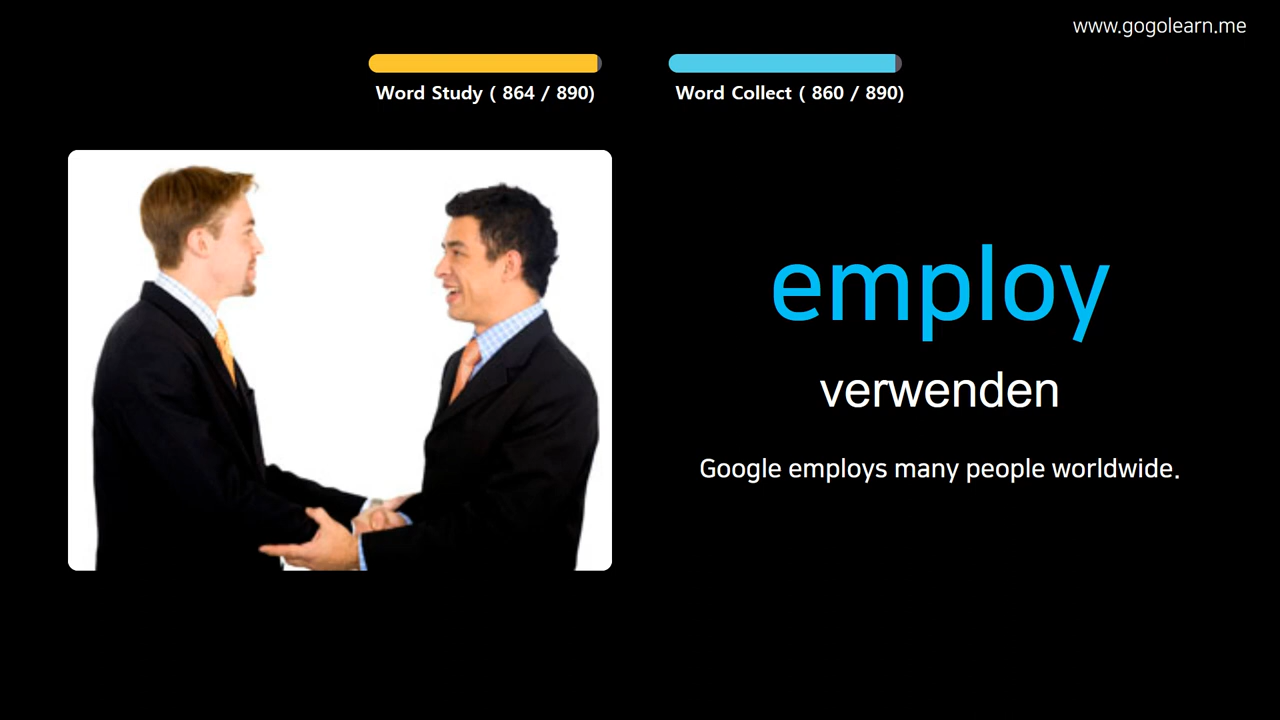 www.gogolearn.me
Word Study ( 864 / 890)
Word Collect ( 860 / 890)
employ
verwenden
Google employs many people worldwide.